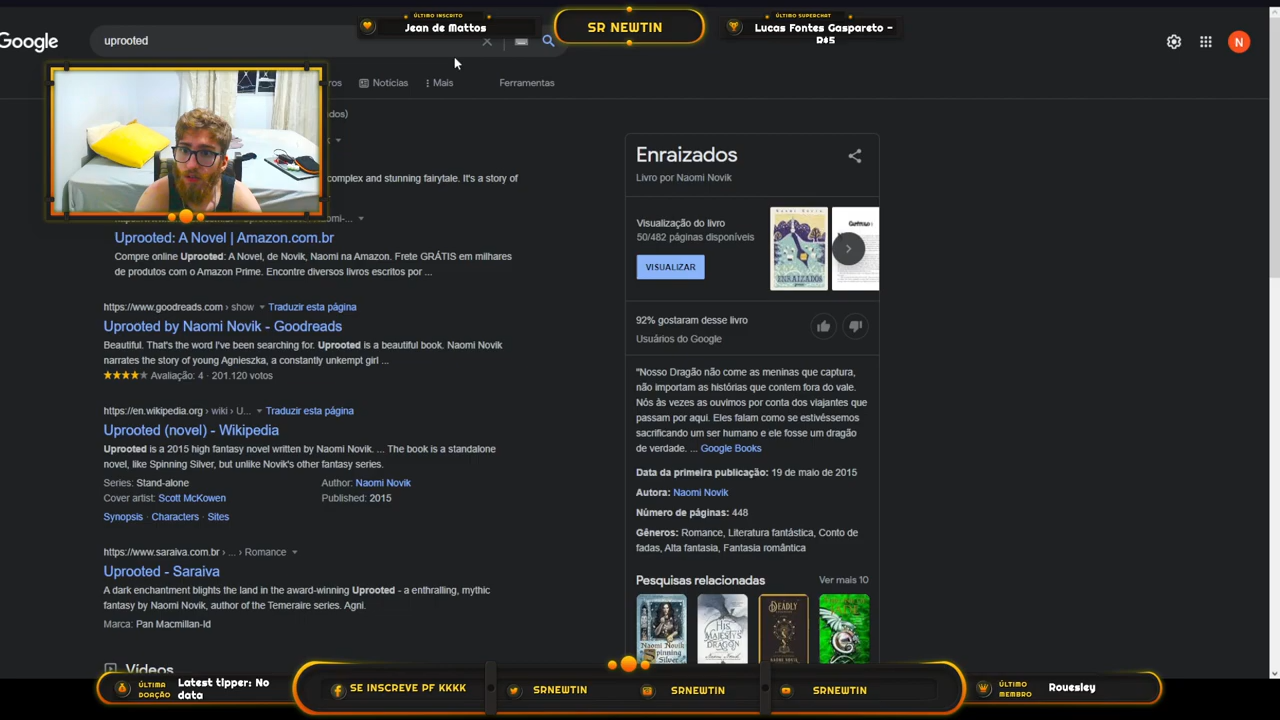 ÚLTIMO INSCRITO
Jean de Mattos
SR NEWTIN
ÚLTIMO SUPERCHAT
Lucas Fontes Gaspareto -
R$5
Google
uprooted
N
ros
Notícias
Mais
Ferramentas
dos)
complex and stunning fairytale. It's a story of
Uprooted: A Novel | Amazon.com.br
Compre online Uprooted: A Novel, de Novik, Naomi na Amazon. Frete GRÁTIS em milhares
de produtos com o Amazon Prime. Encontre diversos livros escritos por ...
https://www.goodreads.com › show
Traduzir esta página
Uprooted by Naomi Novik - Goodreads
Beautiful. That's the word I've been searching for. Uprooted is a beautiful book. Naomi Novik
narrates the story of young Agnieszka, a constantly unkempt girl ...
Avaliação: 4 · 201.120 votos
https://en.wikipedia.org › wiki › U...
Traduzir esta página
Uprooted (novel) - Wikipedia
Uprooted is a 2015 high fantasy novel written by Naomi Novik. ... The book is a standalone
novel, like Spinning Silver, but unlike Novik's other fantasy series.
Series: Stand-alone
Author: Naomi Novik
Cover artist: Scott McKowen
Published: 2015
Synopsis · Characters · Sites
https://www.saraiva.com.br › ... › Romance
Uprooted - Saraiva
A dark enchantment blights the land in the award-winning Uprooted - a enthralling, mythic
fantasy by Naomi Novik, author of the Temeraire series. Agni.
Marca: Pan Macmillan-Id
Vídeos
Enraizados
Livro por Naomi Novik
Visualização do livro
50/482 páginas disponíveis
VISUALIZAR
ENRAIZADOS
92% gostaram desse livro
Usuários do Google
"Nosso Dragão não come as meninas que captura,
não importam as histórias que contem fora do vale.
Nós às vezes as ouvimos por conta dos viajantes que
passam por aqui. Eles falam como se estivéssemos
sacrificando um ser humano e ele fosse um dragão
de verdade. ... Google Books
Data da primeira publicação: 19 de maio de 2015
Autora: Naomi Novik
Número de páginas: 448
Gêneros: Romance, Literatura fantástica, Conto de
fadas, Alta fantasia, Fantasia romântica
Pesquisas relacionadas
Ver mais 10
Naomi Novik
Spinning
Silver
HIS
MAJESTY'S
DRAGON
DEADLY
NAOMI NOVIK
ÚLTIMA
DOAÇÃO
Latest tipper: No
data
SE INSCREVE PF KKKK
SRNEWTIN
SRNEWTIN
SRNEWTIN
ÚLTIMO
MEMBRO
Rouesley